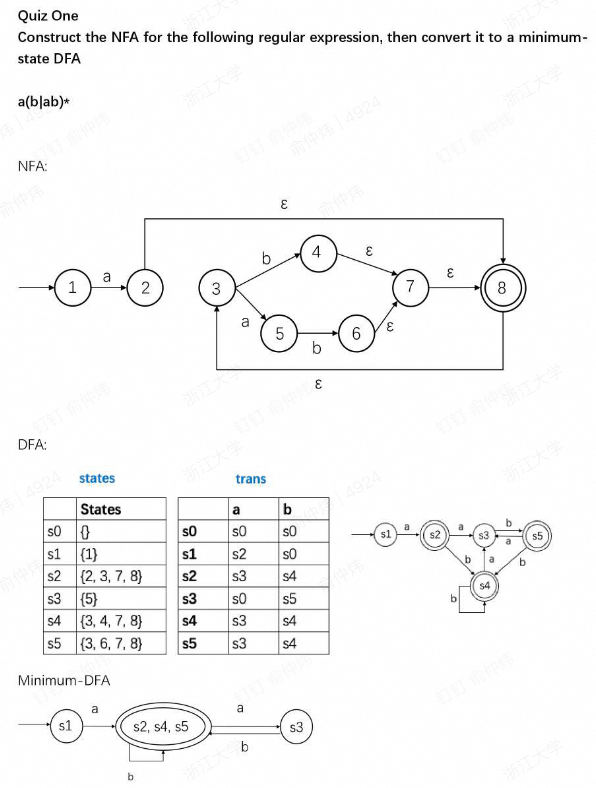 Quiz One
Construct the NFA for the following regular expression, then convert it to a minimum-
state DFA
a(b|ab)*
NFA:
ε
1 a 2 3 b 4 ε 7 ε 8
a 5 b 6 ε
ε
DFA:
states trans
States a b
s0 {} s0 s0 s0
s1 {1} s1 s2 s0
s2 {2, 3, 7, 8} s2 s3 s4
s3 {5} s3 s0 s5
s4 {3, 4, 7, 8} s4 s3 s4
s5 {3, 6, 7, 8} s5 s3 s4
s1 a s2 a s3 b a s5
b a b
b s4
Minimum-DFA
s1 a s2, s4, s5 a s3
b
b
浙江大学
钉钉 俞仲炜
俞仲炜 | 4924